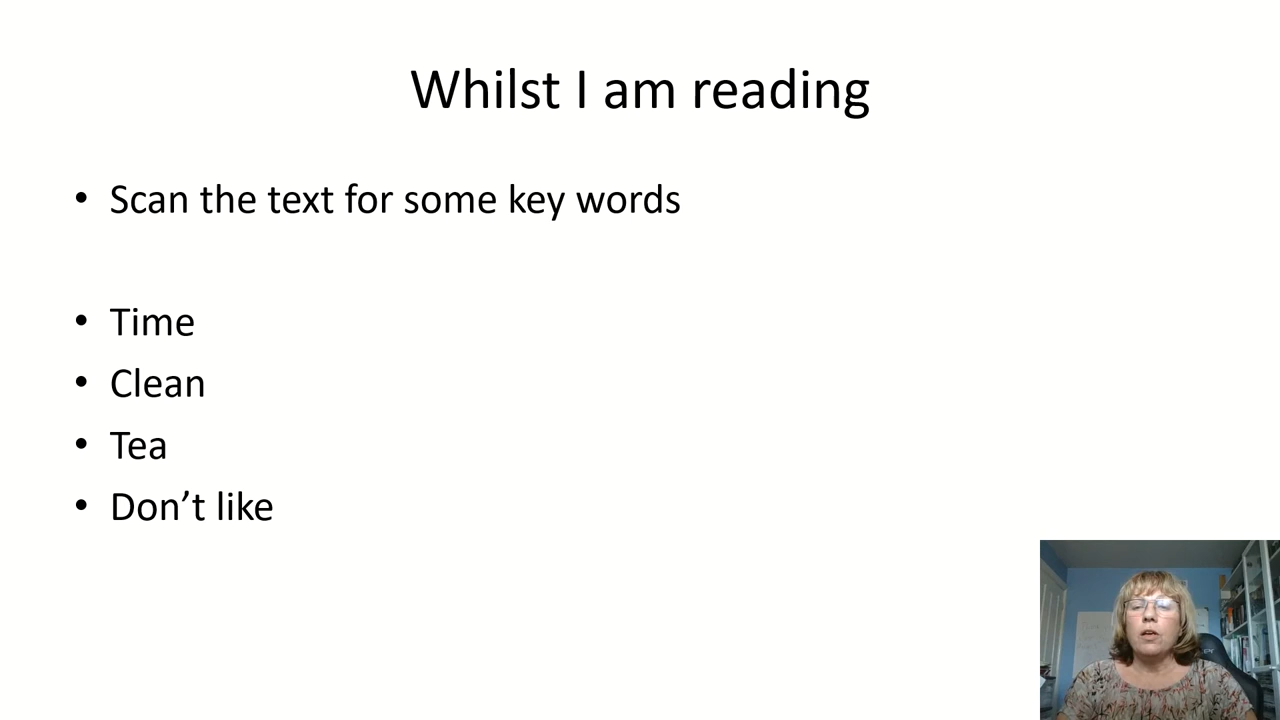 Whilst I am reading
• Scan the text for some key words
• Time
• Clean
• Tea
• Don’t like